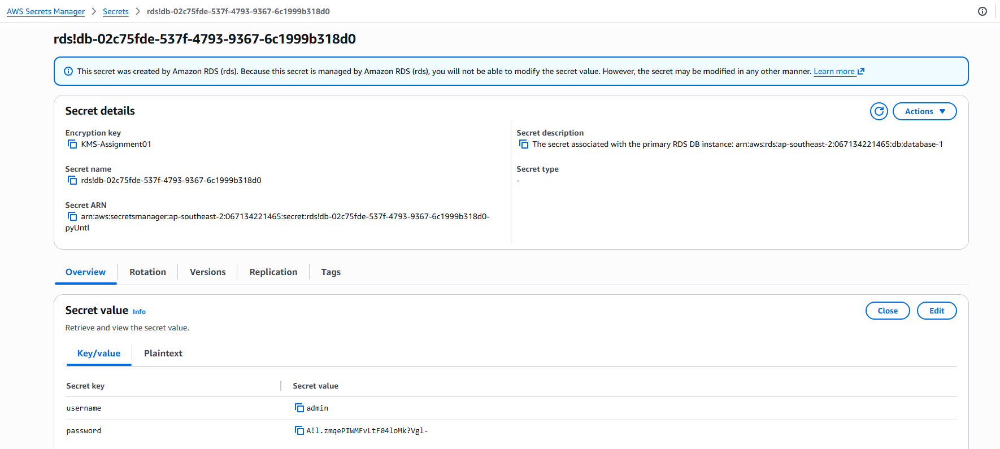 AWS Secrets Manager > Secrets > rds!db-02c75fde-537f-4793-9367-6c1999b318d0
rds!db-02c75fde-537f-4793-9367-6c1999b318d0
This secret was created by Amazon RDS (rds). Because this secret is managed by Amazon RDS (rds), you will not be able to modify the secret value. However, the secret may be modified in any other manner. Learn more
Secret details
Actions
Encryption key
KMS-Assignment01
Secret name
rds!db-02c75fde-537f-4793-9367-6c1999b318d0
Secret ARN
arn:aws:secretsmanager:ap-southeast-2:067134221465:secret:rds!db-02c75fde-537f-4793-9367-6c1999b318d0-
pyUntl
Secret description
The secret associated with the primary RDS DB instance: arn:aws:rds:ap-southeast-2:067134221465:db:database-1
Secret type
-
Overview Rotation Versions Replication Tags
Secret value Info
Close Edit
Retrieve and view the secret value.
Key/value Plaintext
Secret key Secret value
username admin
password A!l.zmqePIWMFvLtF04loMk?Vgl-